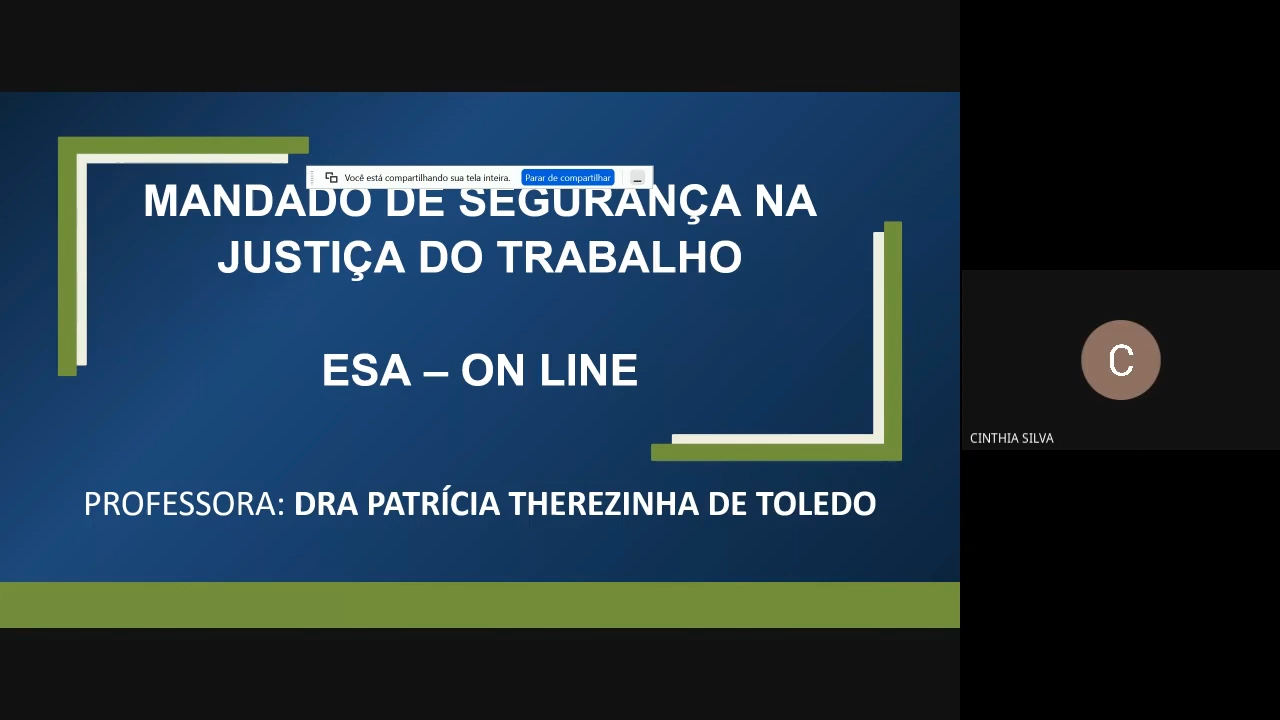 Você está compartilhando sua tela inteira. Parar de compartilhar
MANDADO DE SEGURANÇA NA
JUSTIÇA DO TRABALHO
ESA – ON LINE
PROFESSORA: DRA PATRÍCIA THEREZINHA DE TOLEDO
C
CINTHIA SILVA